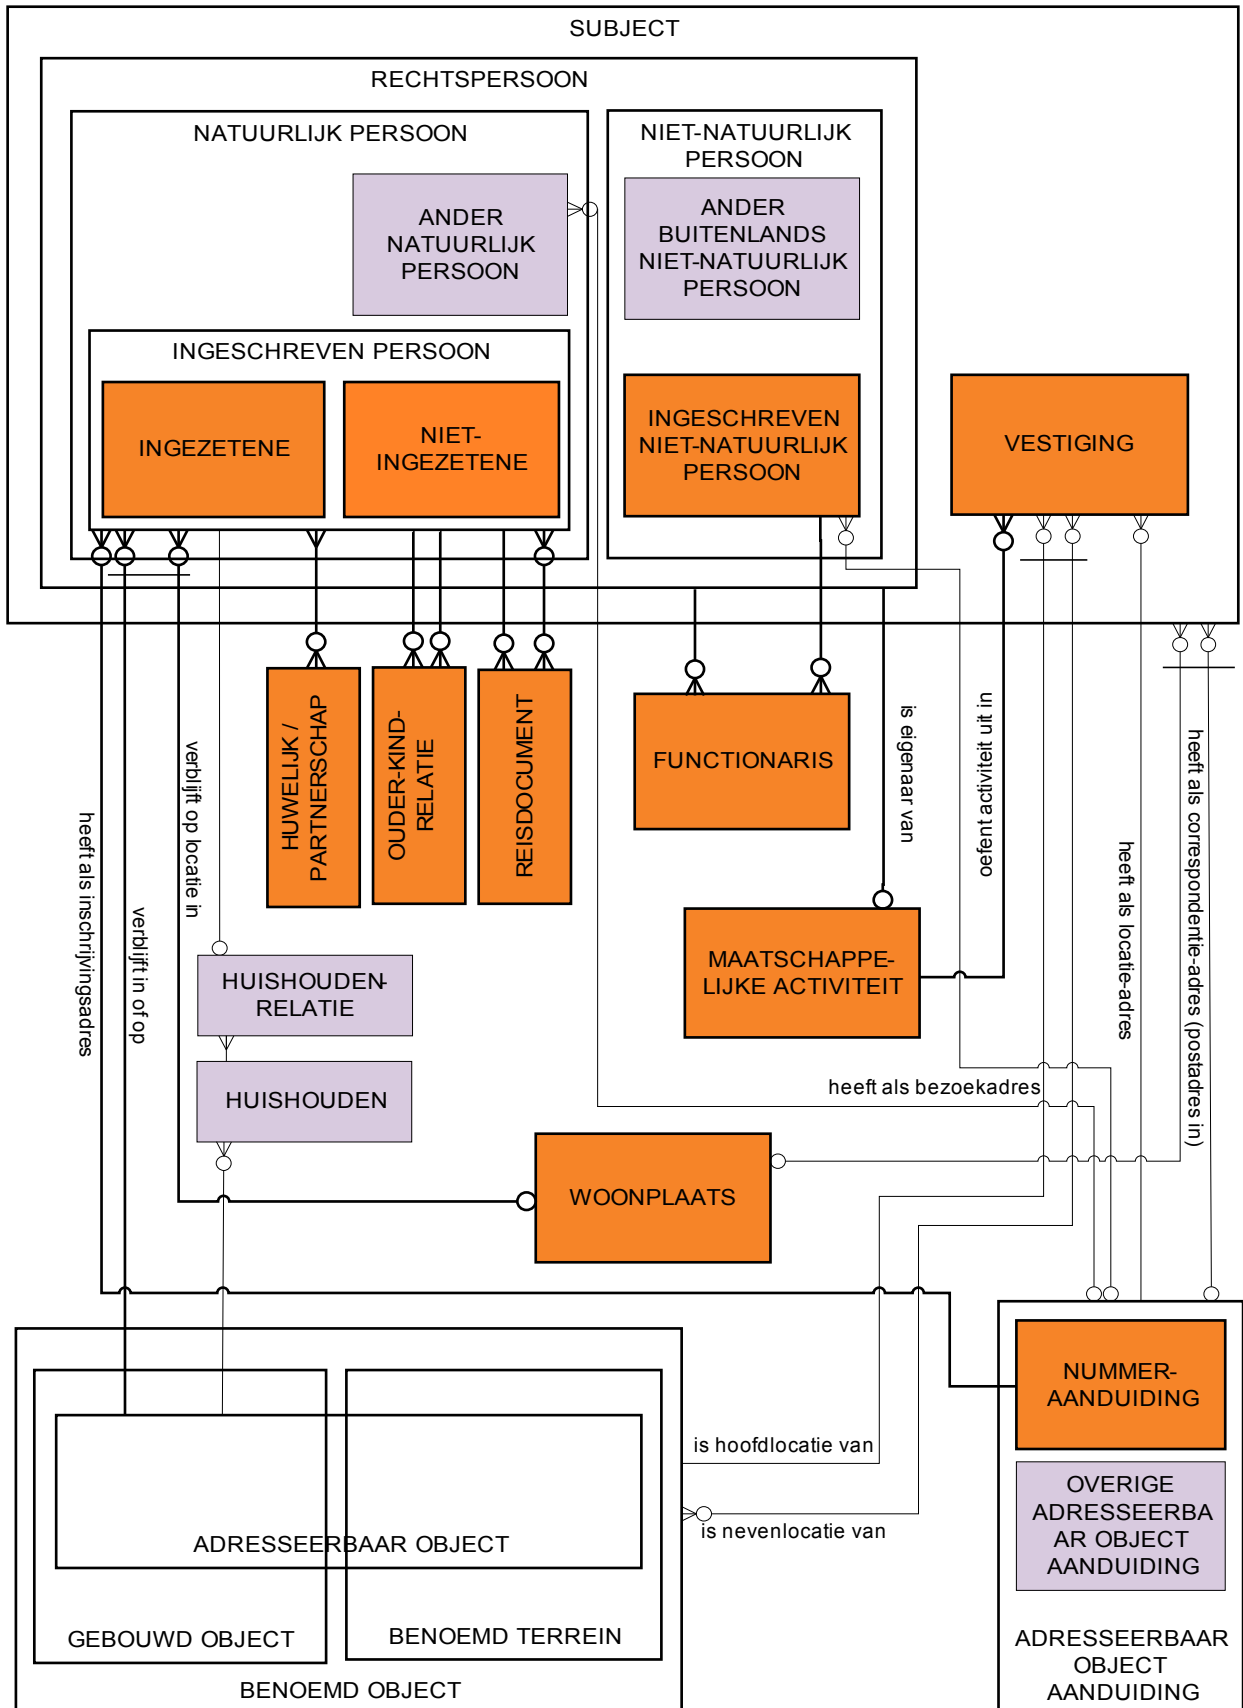 SUBJECT
RECHTSPERSOON
NATUURLIJK PERSOON
NIET-NATUURLIJK
PERSOON
ANDER
NATUURLIJK
PERSOON
ANDER
BUITENLANDS
NIET-NATUURLIJK
PERSOON
INGESCHREVEN PERSOON
INGEZETENE
NIET-
INGEZETENE
INGESCHREVEN
NIET-NATUURLIJK
PERSOON
VESTIGING
HUWELIJK /
PARTNERSCHAP
OUDER-KIND-
RELATIE
REISDOCUMENT
FUNCTIONARIS
is eigenaar van
oefent activiteit uit in
heeft als locatie-adres
heeft als correspondentie-adres (postadres in)
heeft als inschrijvingsadres
verblijft in of op
verblijft op locatie in
MAATSCHAPPE-
LIJKE ACTIVITEIT
HUISHOUDEN-
RELATIE
HUISHOUDEN
heeft als bezoekadres
WOONPLAATS
NUMMER-
AANDUIDING
is hoofdlocatie van
is nevenlocatie van
OVERIGE
ADRESSEERBA
AR OBJECT
AANDUIDING
ADRESSEERBAAR OBJECT
GEBOUWD OBJECT
BENOEMD TERREIN
BENOEMD OBJECT
ADRESSEERBAAR
OBJECT
AANDUIDING